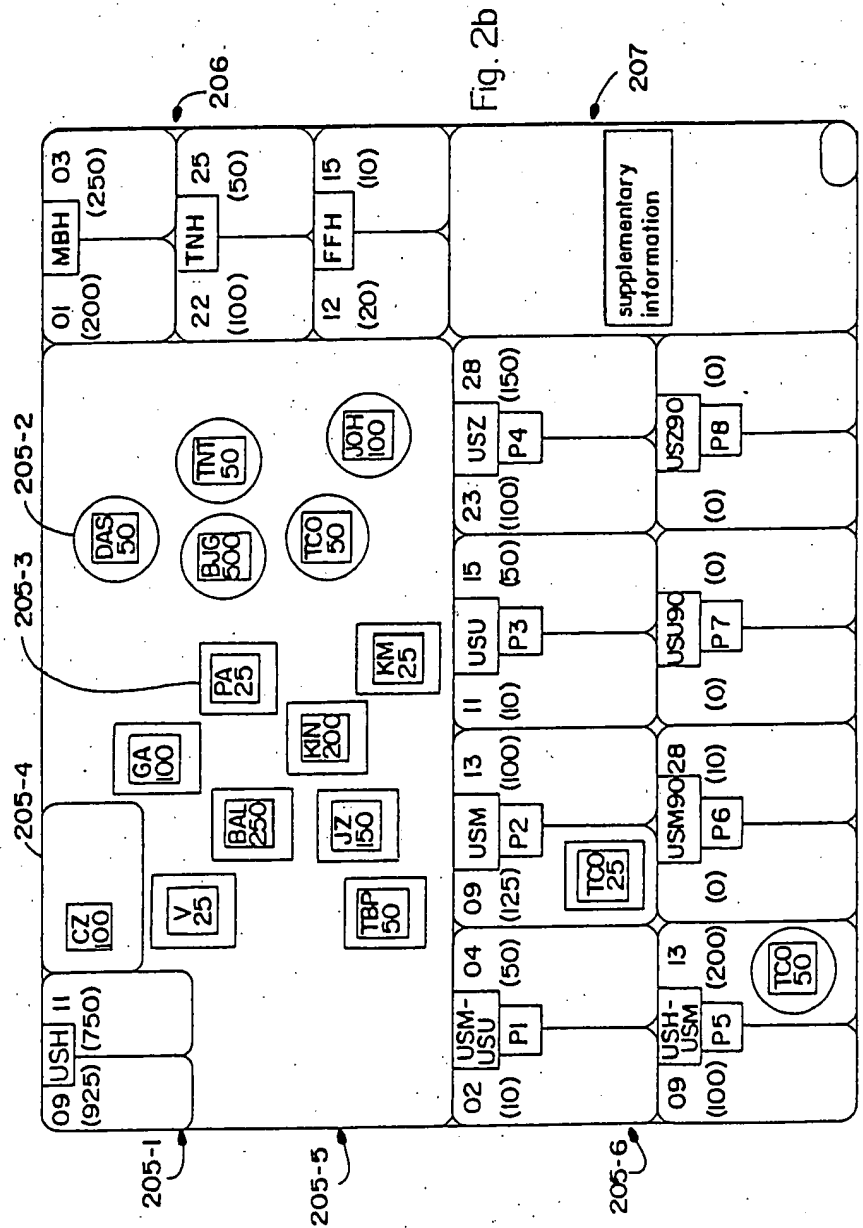 205-4
205-3
205-2
09 USH 11
(925) (750)
CZ
100
V
25
GA
100
BAL
250
PA
25
TBP
50
JZ
150
KIN
200
KM
25
DAS
50
BJG
500
TNT
50
TCO
50
JOH
100
01 MBH 03
(200) (250)
22 TNH 25
(100) (50)
12 FFH 15
(20) (10)
206
205-1
205-5
205-6
02 USM-
USU 04
(10) P1 (50)
09 USM 13
(125) P2 (100)
TCO
25
11 USU 15
(10) P3 (50)
23 USZ 28
(100) P4 (150)
09 USH-
USM 13
(100) P5 (200)
TCO
50
USM90 28
(0) P6 (10)
USU90
(0) P7 (0)
USZ90
(0) P8 (0)
supplementary
information
Fig. 2b
207